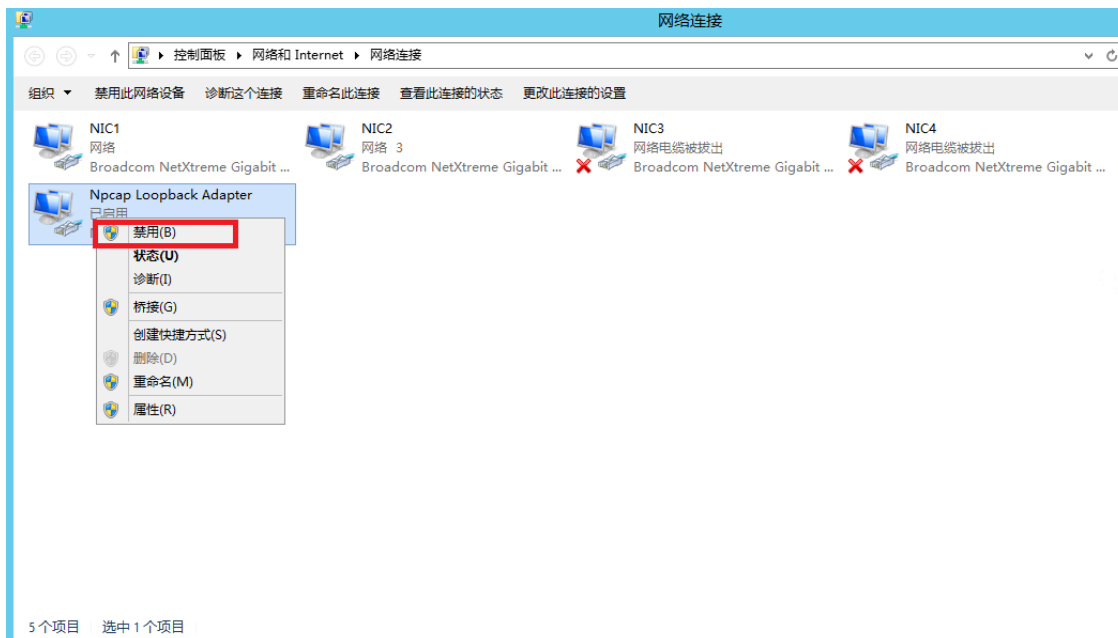 网络连接
控制面板 网络和 Internet 网络连接
组织 禁用此网络设备 诊断这个连接 重命名此连接 查看此连接的状态 更改此连接的设置
NIC1
网络
Broadcom NetXtreme Gigabit ...
NIC2
网络 3
Broadcom NetXtreme Gigabit ...
NIC3
网络电缆被拔出
Broadcom NetXtreme Gigabit ...
NIC4
网络电缆被拔出
Broadcom NetXtreme Gigabit ...
Npcap Loopback Adapter
已启用
禁用(B)
状态(U)
诊断(I)
桥接(G)
创建快捷方式(S)
删除(D)
重命名(M)
属性(R)
5 个项目 选中 1 个项目